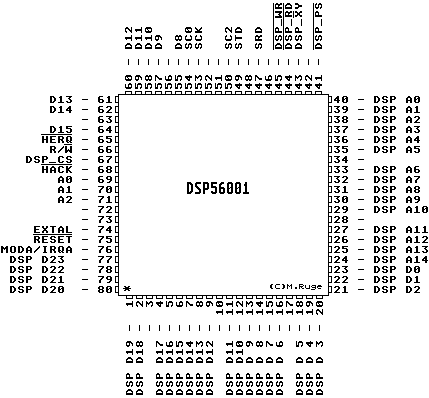 D12 - 60
D11 - 59
D10 - 58
D9 - 57
- 56
D8 - 55
SC0 - 54
SCK - 53
- 52
- 51
SC2 - 50
STD - 49
- 48
SRD - 47
- 46
DSP_WR - 45
DSP_RD - 44
DSP_XY - 43
- 42
DSP_PS - 41
D13 - 61
D14 - 62
- 63
D15 - 64
HERQ - 65
R/W - 66
DSP_CS - 67
HACK - 68
A0 - 69
A1 - 70
A2 - 71
- 72
- 73
EXTAL - 74
RESET - 75
MODA/IRQA - 76
DSP D23 - 77
DSP D22 - 78
DSP D21 - 79
DSP D20 - 80
DSP56001
*
(C)M.Ruge
40 - DSP A0
39 - DSP A1
38 - DSP A2
37 - DSP A3
36 - DSP A4
35 - DSP A5
34 -
33 - DSP A6
32 - DSP A7
31 - DSP A8
30 - DSP A9
29 - DSP A10
28 -
27 - DSP A11
26 - DSP A12
25 - DSP A13
24 - DSP A14
23 - DSP D0
22 - DSP D1
21 - DSP D2
DSP D19 - 1
DSP D18 - 2
- 3
DSP D17 - 4
DSP D16 - 5
DSP D15 - 6
DSP D14 - 7
DSP D13 - 8
DSP D12 - 9
- 10
DSP D11 - 11
DSP D10 - 12
DSP D 9 - 13
DSP D 8 - 14
DSP D 7 - 15
DSP D 6 - 16
- 17
DSP D 5 - 18
DSP D 4 - 19
DSP D 3 - 20